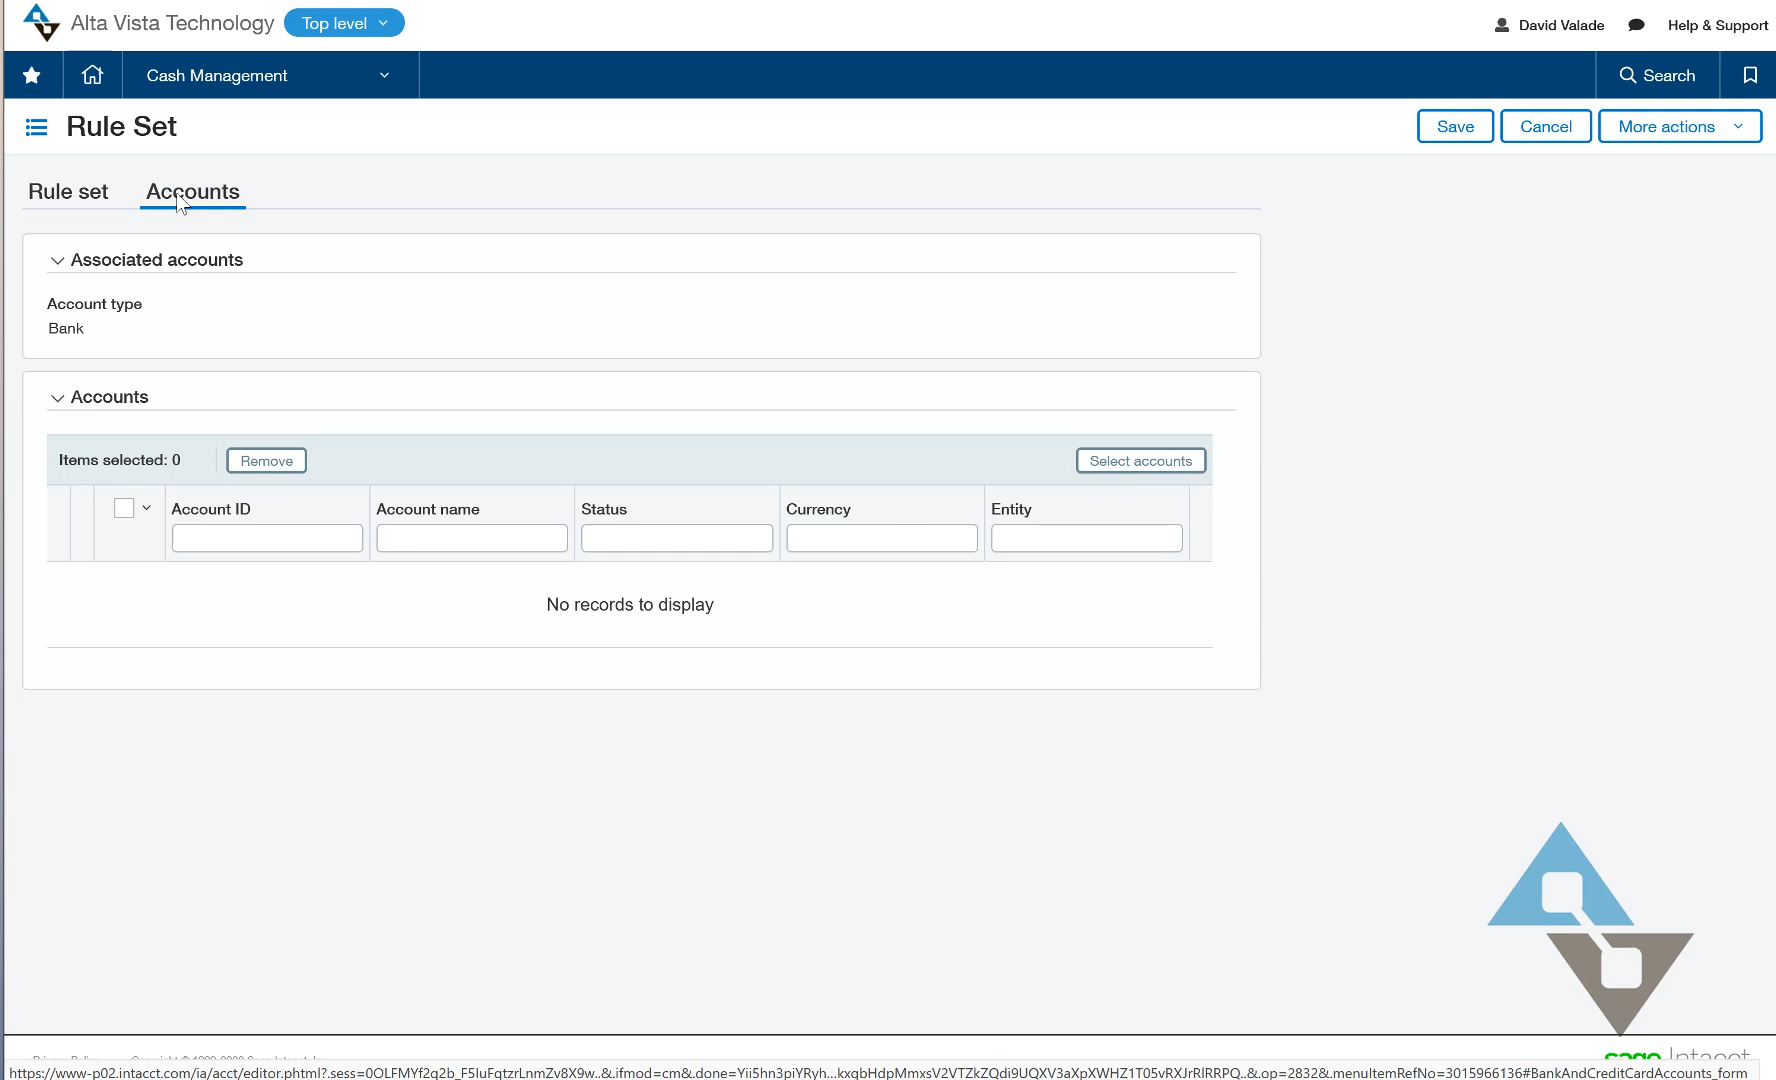 Alta Vista Technology
Top level
David Valade
Help & Support
Cash Management
Search
Rule Set
Save
Cancel
More actions
Rule set
Accounts
Associated accounts
Account type
Bank
Accounts
Items selected: 0
Remove
Select accounts
Account ID
Account name
Status
Currency
Entity
No records to display
sage Intacct
https://www-p02.intacct.com/ia/acct/editor.phtml?.sess=0OLFMYf2q2b_F5IuFqtzrLnmZv8X9w..&.ifmod=cm&.done=Yii5hn3piYRyh...kxqbHdpMmxsV2VTZkZQdi9UQXV3aXpXWHZ1T05vRXJrRlRRPQ..&.op=2832&.menuItemRefNo=3015966136#BankAndCreditCardAccounts_form